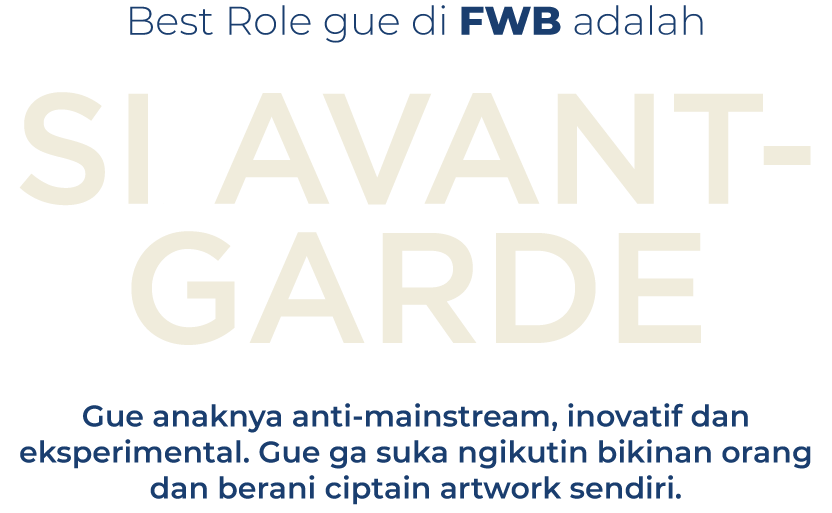 Best Role gue di FWB adalah
SI AVANT-
GARDE
Gue anaknya anti-mainstream, inovatif dan
eksperimental. Gue ga suka ngikutin bikinan orang
dan berani ciptain artwork sendiri.